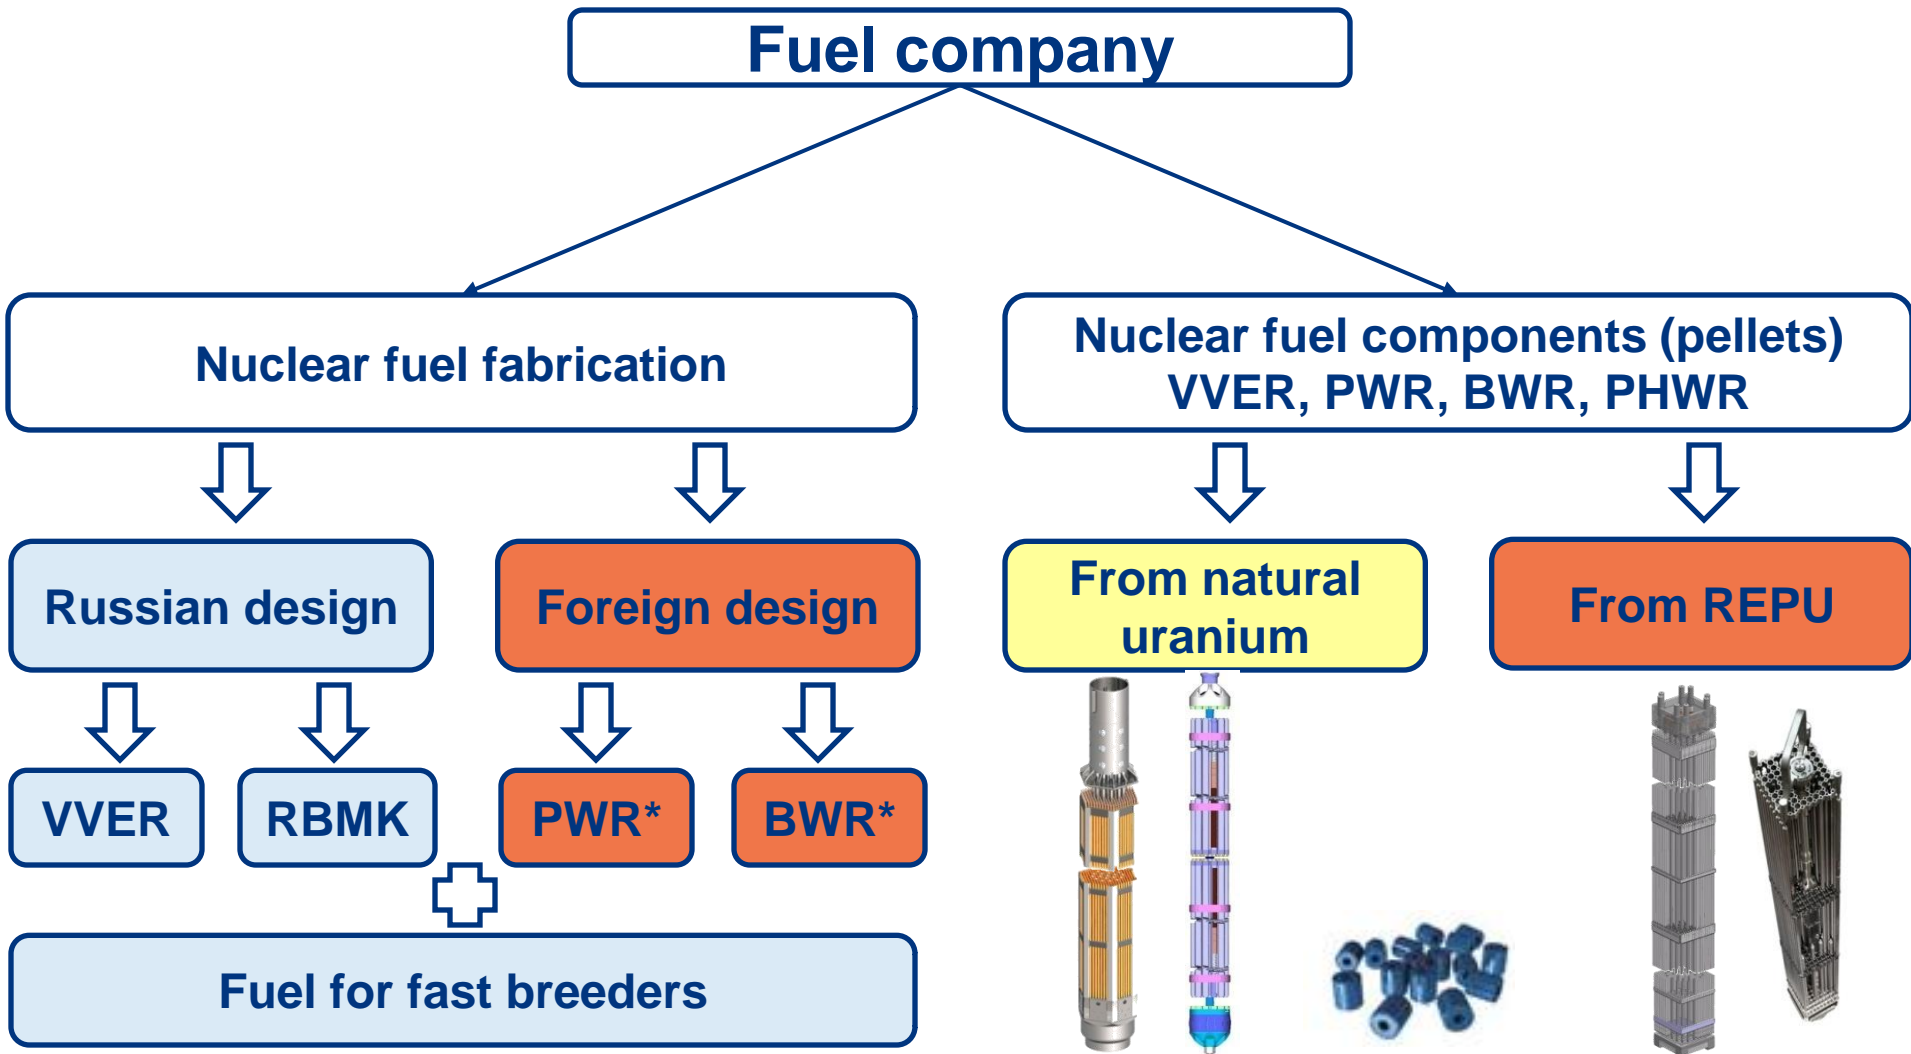 Fuel company
Nuclear fuel fabrication
Nuclear fuel components (pellets)
VVER, PWR, BWR, PHWR
Russian design
Foreign design
From natural
uranium
From REPU
VVER
RBMK
PWR*
BWR*
Fuel for fast breeders